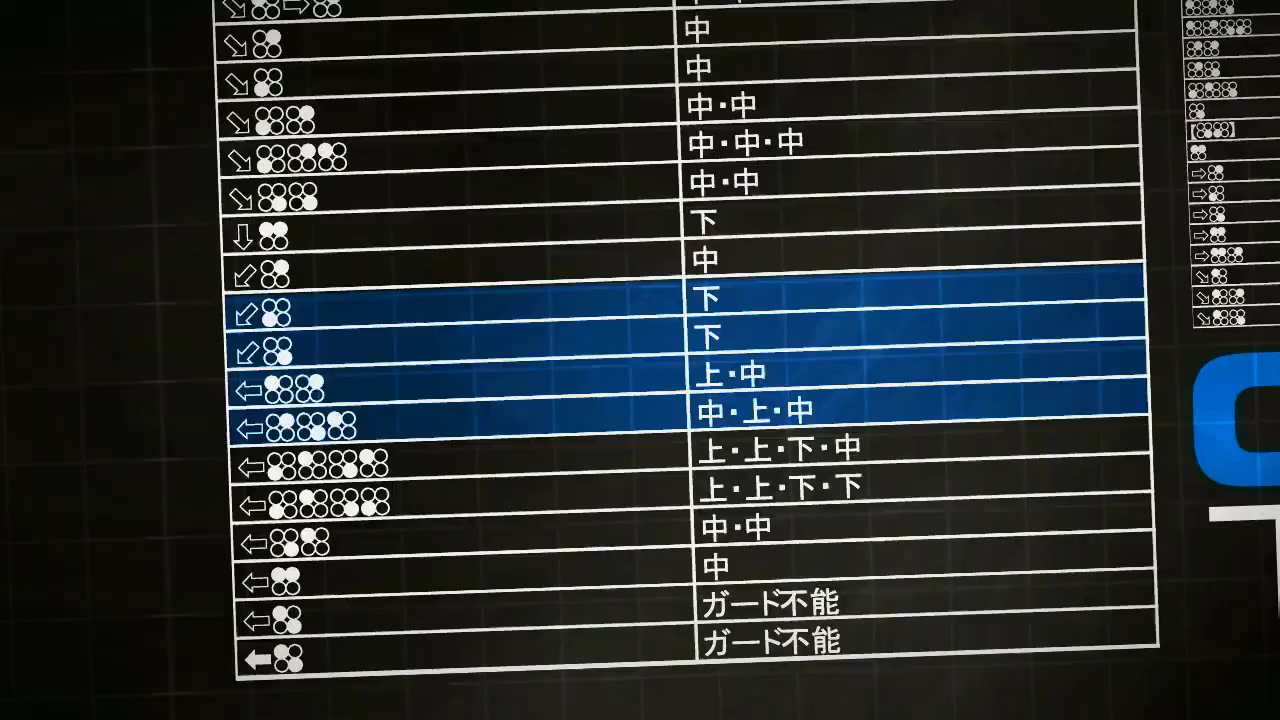 中
中
中・中
中・中・中
中・中
下
中
下
下
上・中
中・上・中
上・上・下・中
上・上・下・下
中・中
中
ガード不能
ガード不能